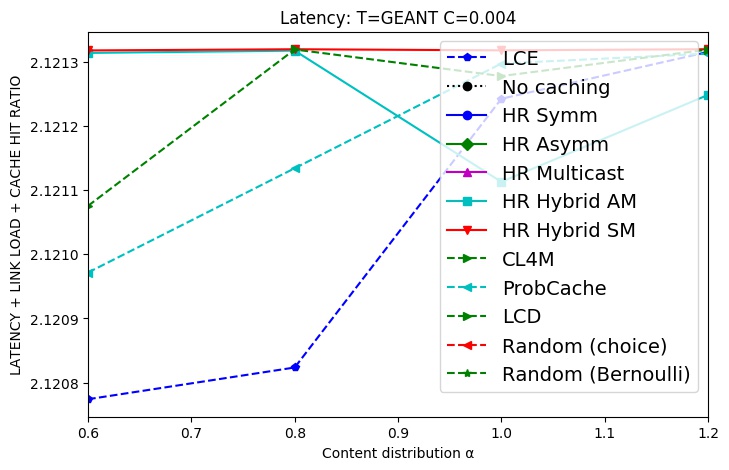 Latency: T=GEANT C=0.004
LATENCY + LINK LOAD + CACHE HIT RATIO
2.1213
2.1212
2.1211
2.1210
2.1209
2.1208
LCE
No caching
HR Symm
HR Asymm
HR Multicast
HR Hybrid AM
HR Hybrid SM
CL4M
ProbCache
LCD
Random (choice)
Random (Bernoulli)
0.6 0.7 0.8 0.9 1.0 1.1 1.2
Content distribution α